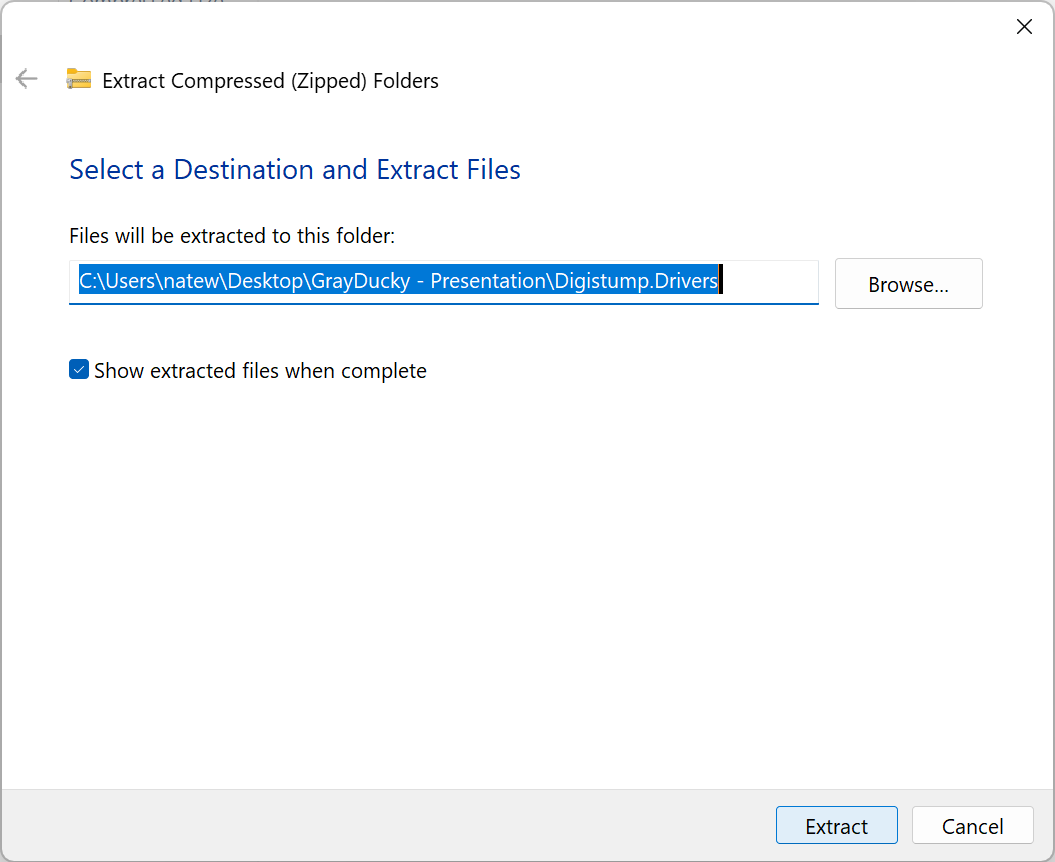 Extract Compressed (Zipped) Folders
Select a Destination and Extract Files
Files will be extracted to this folder:
C:\Users\natew\Desktop\GrayDucky - Presentation\Digistump.Drivers
Browse...
Show extracted files when complete
Extract
Cancel